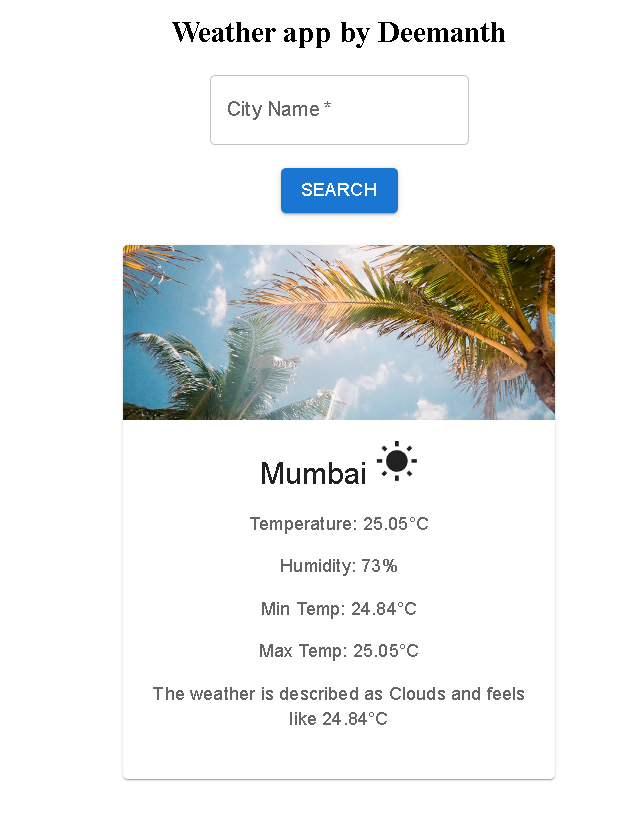 Weather app by Deemanth
City Name *
SEARCH
Mumbai
Temperature: 25.05°C
Humidity: 73%
Min Temp: 24.84°C
Max Temp: 25.05°C
The weather is described as Clouds and feels
like 24.84°C